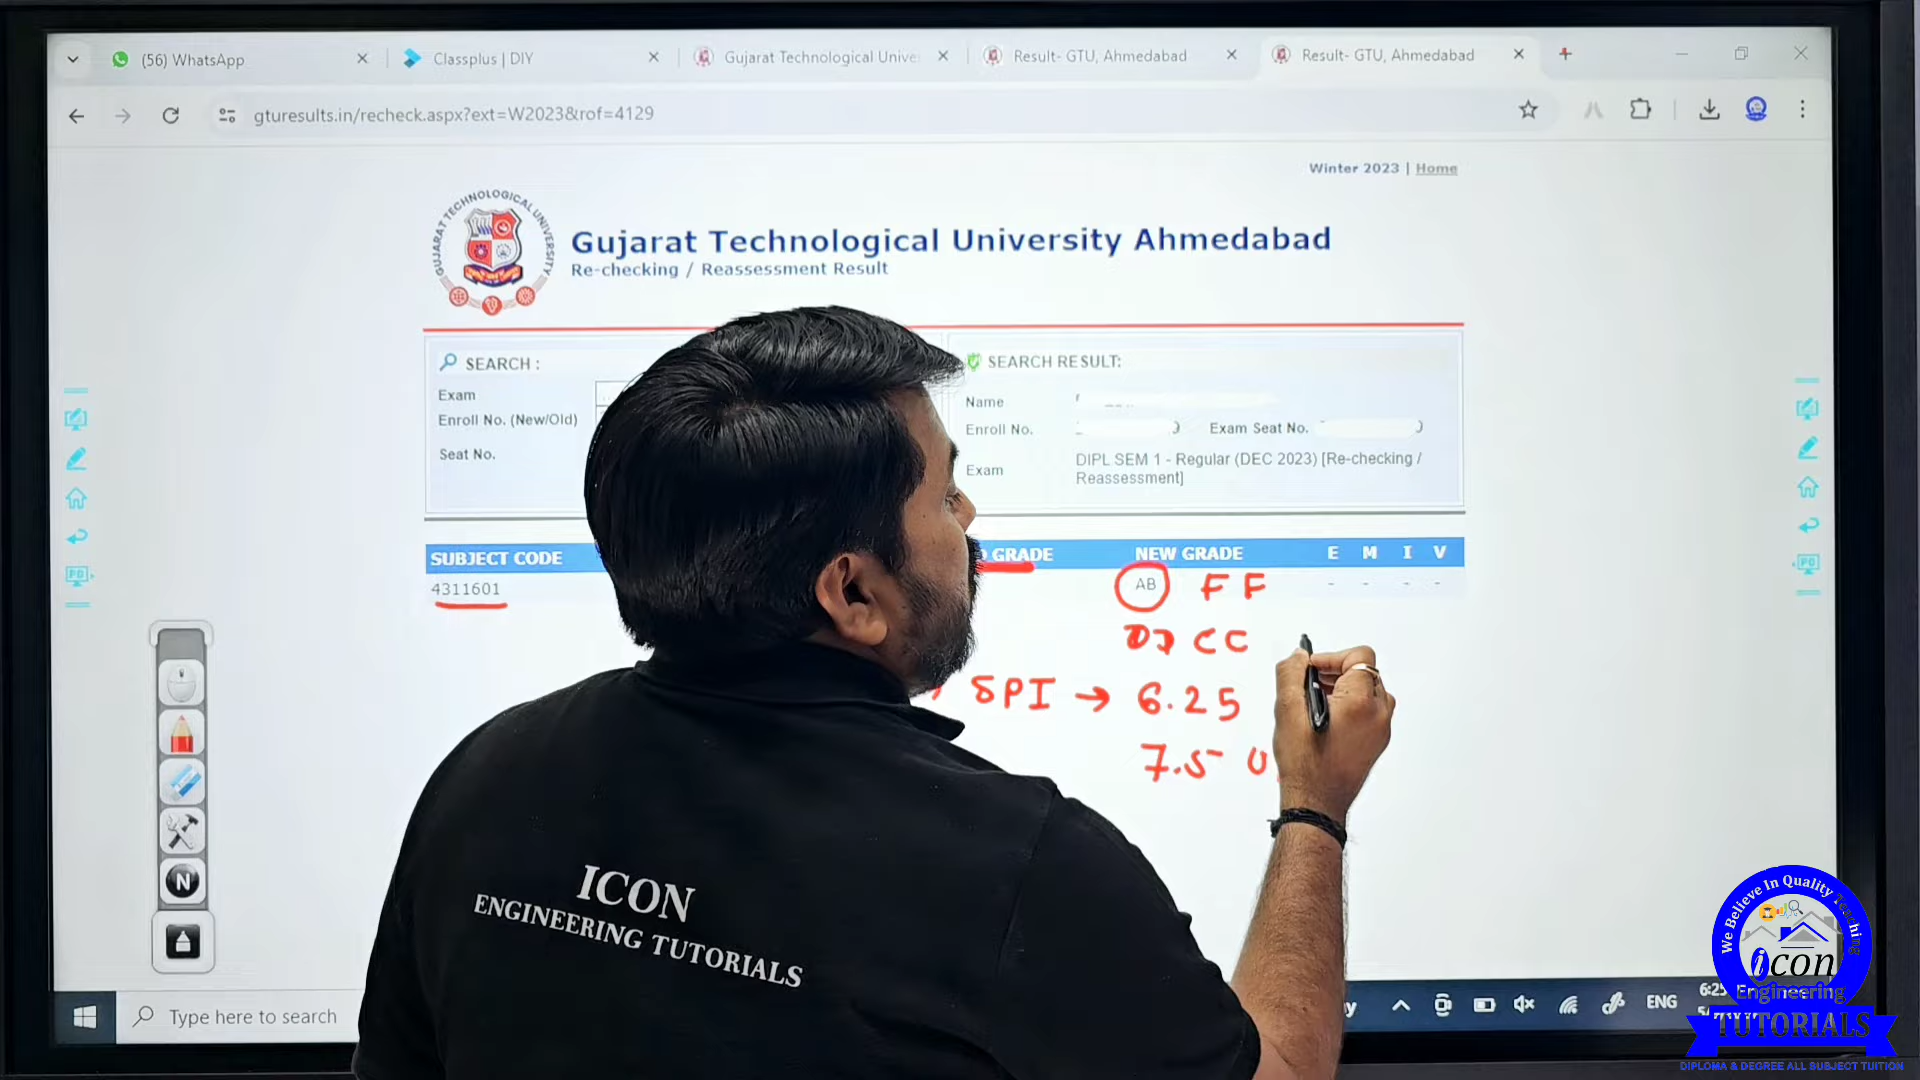 (56) WhatsApp
Classplus | DIY
Gujarat Technological Unive
Result- GTU, Ahmedabad
Result- GTU, Ahmedabad
gturesults.in/recheck.aspx?ext=W2023&rof=4129
Winter 2023 | Home
GUJARAT TECHNOLOGICAL UNIVERSITY
Gujarat Technological University Ahmedabad
Re-checking / Reassessment Result
SEARCH :
Exam
Enroll No. (New/Old)
Seat No.
SEARCH RESULT:
Name
Enroll No.
Exam Seat No.
Exam
DIPL SEM 1 - Regular (DEC 2023) [Re-checking /
Reassessment]
SUBJECT CODE
GRADE
NEW GRADE
E M I V
4311601
AB FF
CC
SPI → 6.25
7.5
ICON
ENGINEERING TUTORIALS
N
Type here to search
ENG
We Believe In Quality Teaching
icon
Engineering
TUTORIALS
DIPLOMA & DEGREE ALL SUBJECT TUITION